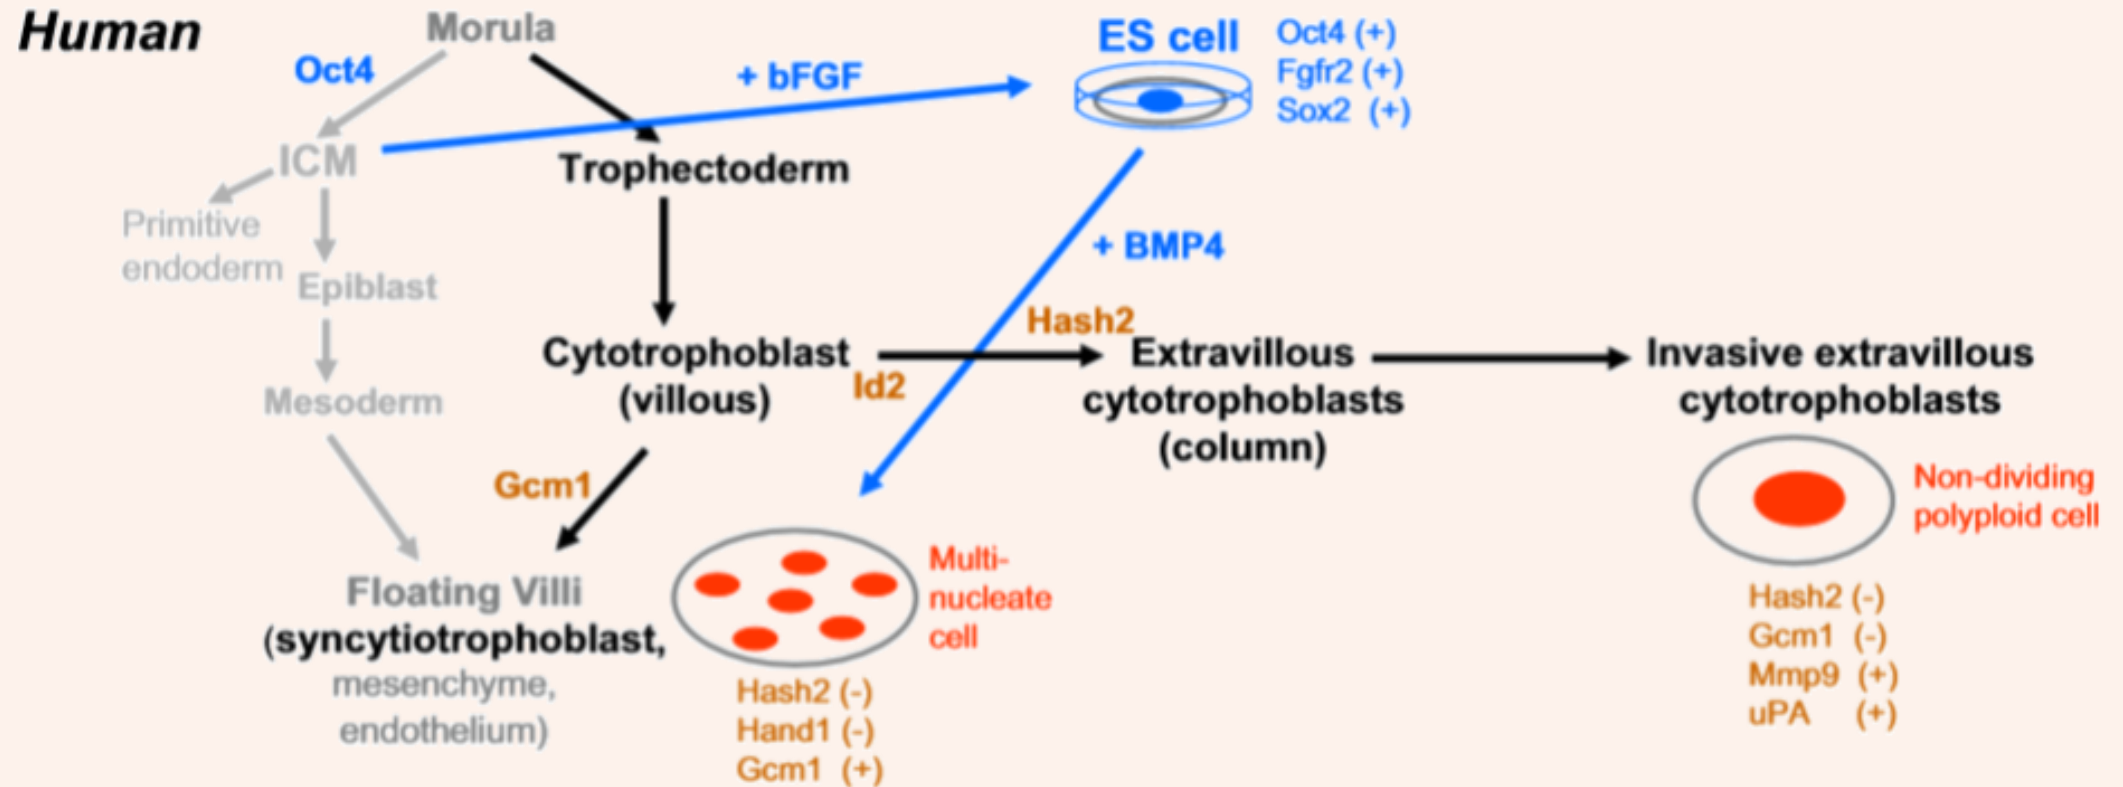 Human
Morula
Oct4
+ bFGF
ES cell
Oct4 (+)
Fgfr2 (+)
Sox2 (+)
ICM
Trophectoderm
Primitive
endoderm
Epiblast
+ BMP4
Mesoderm
Cytotrophoblast
(villous)
Hash2
Id2
Extravillous
cytotrophoblasts
(column)
Invasive extravillous
cytotrophoblasts
Gcm1
Non-dividing
polyploid cell
Floating Villi
(syncytiotrophoblast,
mesenchyme,
endothelium)
Multi-
nucleate
cell
Hash2 (-)
Hand1 (-)
Gcm1 (+)
Hash2 (-)
Gcm1 (-)
Mmp9 (+)
uPA (+)